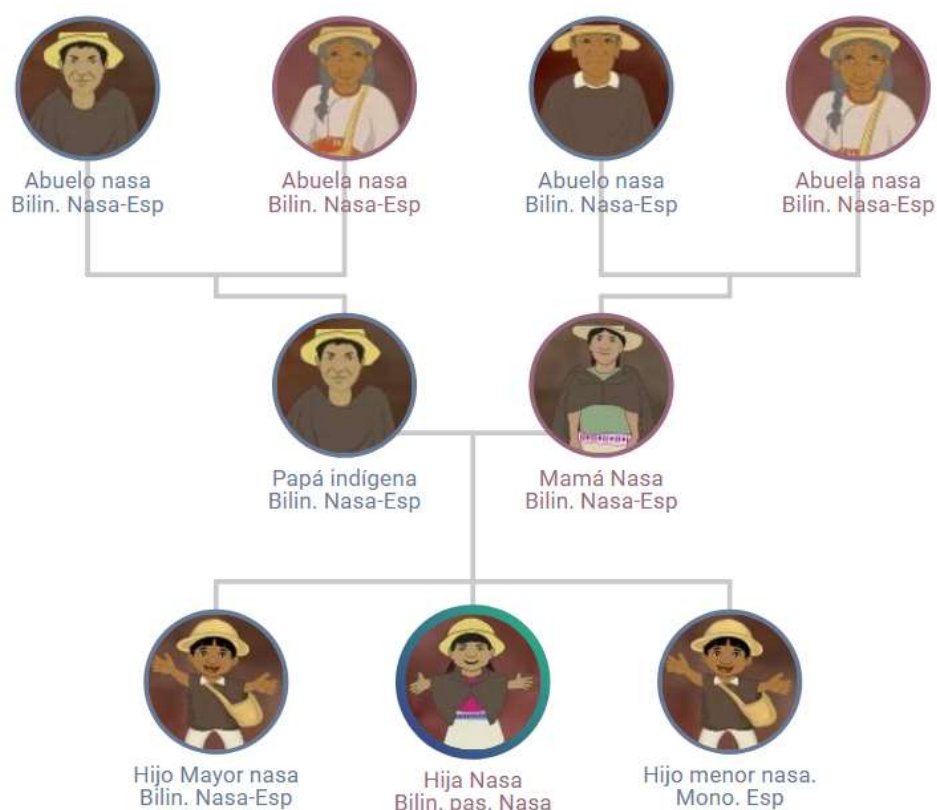 Abuelo nasa
Bilin. Nasa-Esp
Abuela nasa
Bilin. Nasa-Esp
Abuelo nasa
Bilin. Nasa-Esp
Abuela nasa
Bilin. Nasa-Esp
Papá indígena
Bilin. Nasa-Esp
Mamá Nasa
Bilin. Nasa-Esp
Hijo Mayor nasa
Bilin. Nasa-Esp
Hija Nasa
Bilin. pas. Nasa
Hijo menor nasa.
Mono. Esp